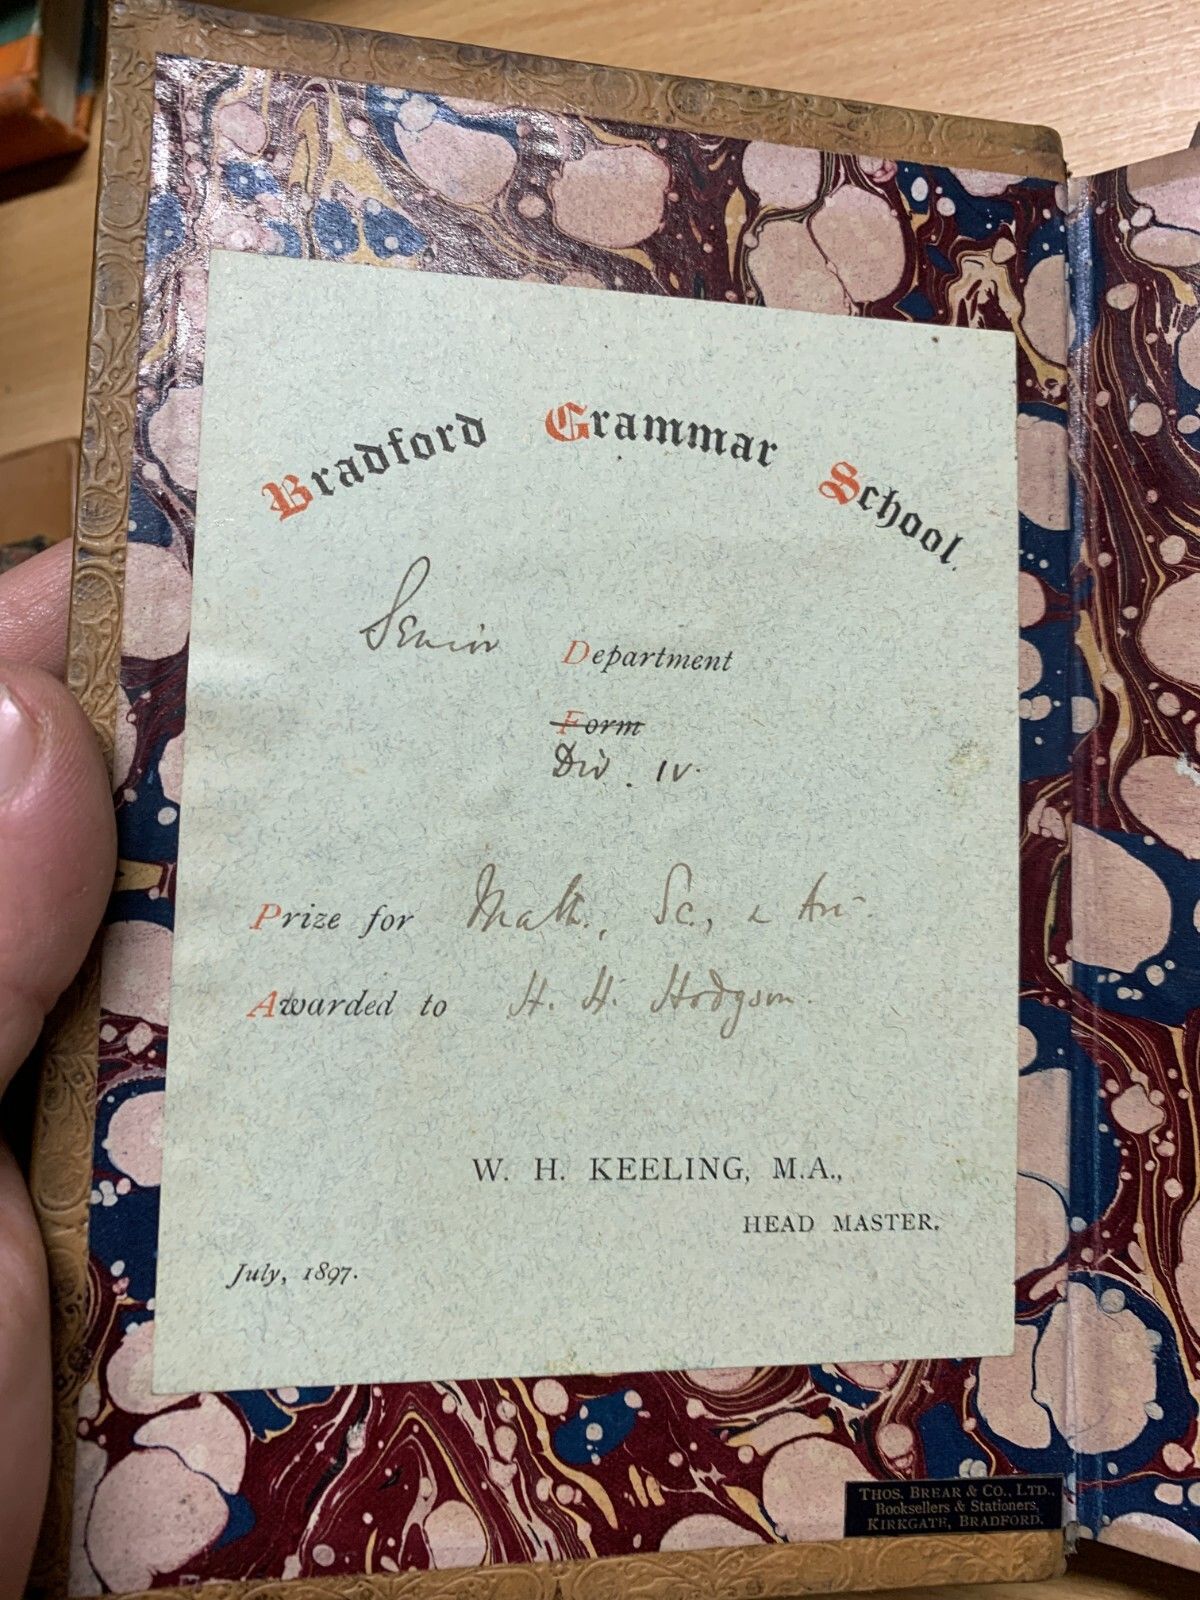 Bradford Grammar School.
Senior Department
Form
Div. IV.
Prize for Math., Sc., & Ari-.
Awarded to H. H. Hodgson.
W. H. KEELING, M.A.,
HEAD MASTER.
July, 1897.
THOS. BREAR & CO., LTD.,
Booksellers & Stationers,
KIRKGATE, BRADFORD.